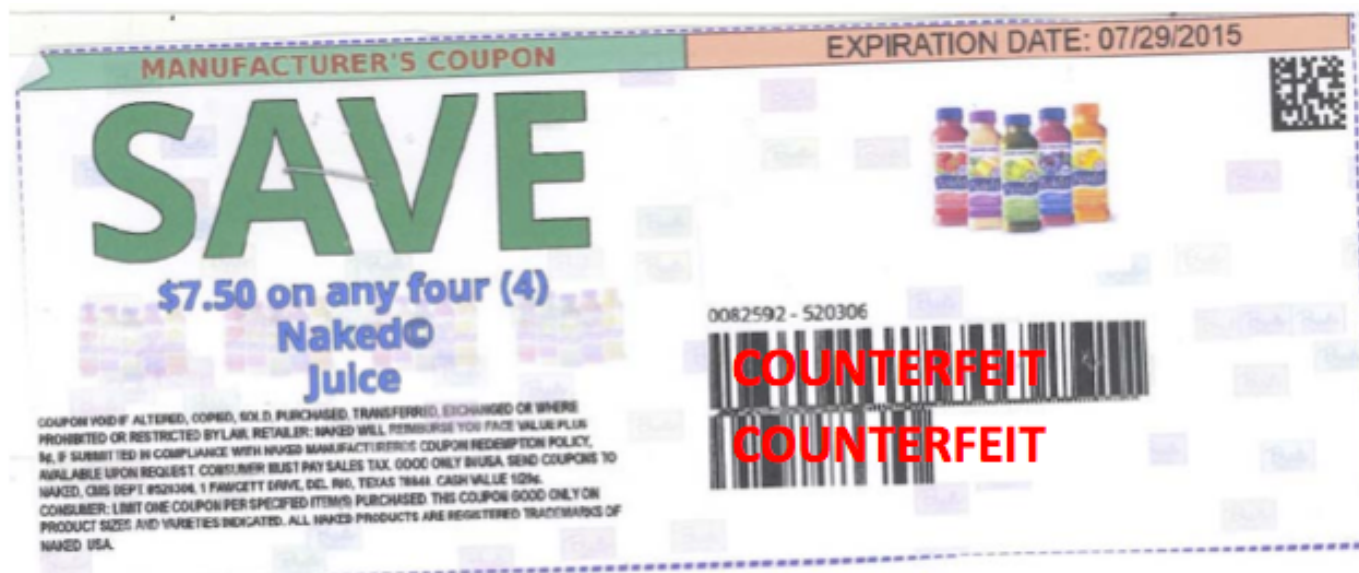 MANUFACTURER'S COUPON
EXPIRATION DATE: 07/29/2015
SAVE
$7.50 on any four (4)
Naked©
Juice
COUPON VOID IF ALTERED, COPIED, SOLD, PURCHASED, TRANSFERRED, EXCHANGED OR WHERE
PROHIBITED OR RESTRICTED BY LAW. RETAILER: NAKED WILL REIMBURSE YOU FACE VALUE PLUS
8¢, IF SUBMITTED IN COMPLIANCE WITH NAKED MANUFACTUREROS COUPON REDEMPTION POLICY,
AVAILABLE UPON REQUEST. CONSUMER MUST PAY SALES TAX. GOOD ONLY IN USA. SEND COUPONS TO
NAKED, CMS DEPT. #520306, 1 FAWCETT DRIVE, DEL RIO, TEXAS 78840. CASH VALUE 1/20¢.
CONSUMER: LIMIT ONE COUPON PER SPECIFIED ITEM(S) PURCHASED. THIS COUPON GOOD ONLY ON
PRODUCT SIZES AND VARIETIES INDICATED. ALL NAKED PRODUCTS ARE REGISTERED TRADEMARKS OF
NAKED USA.
0082592 - 520306
COUNTERFEIT
COUNTERFEIT